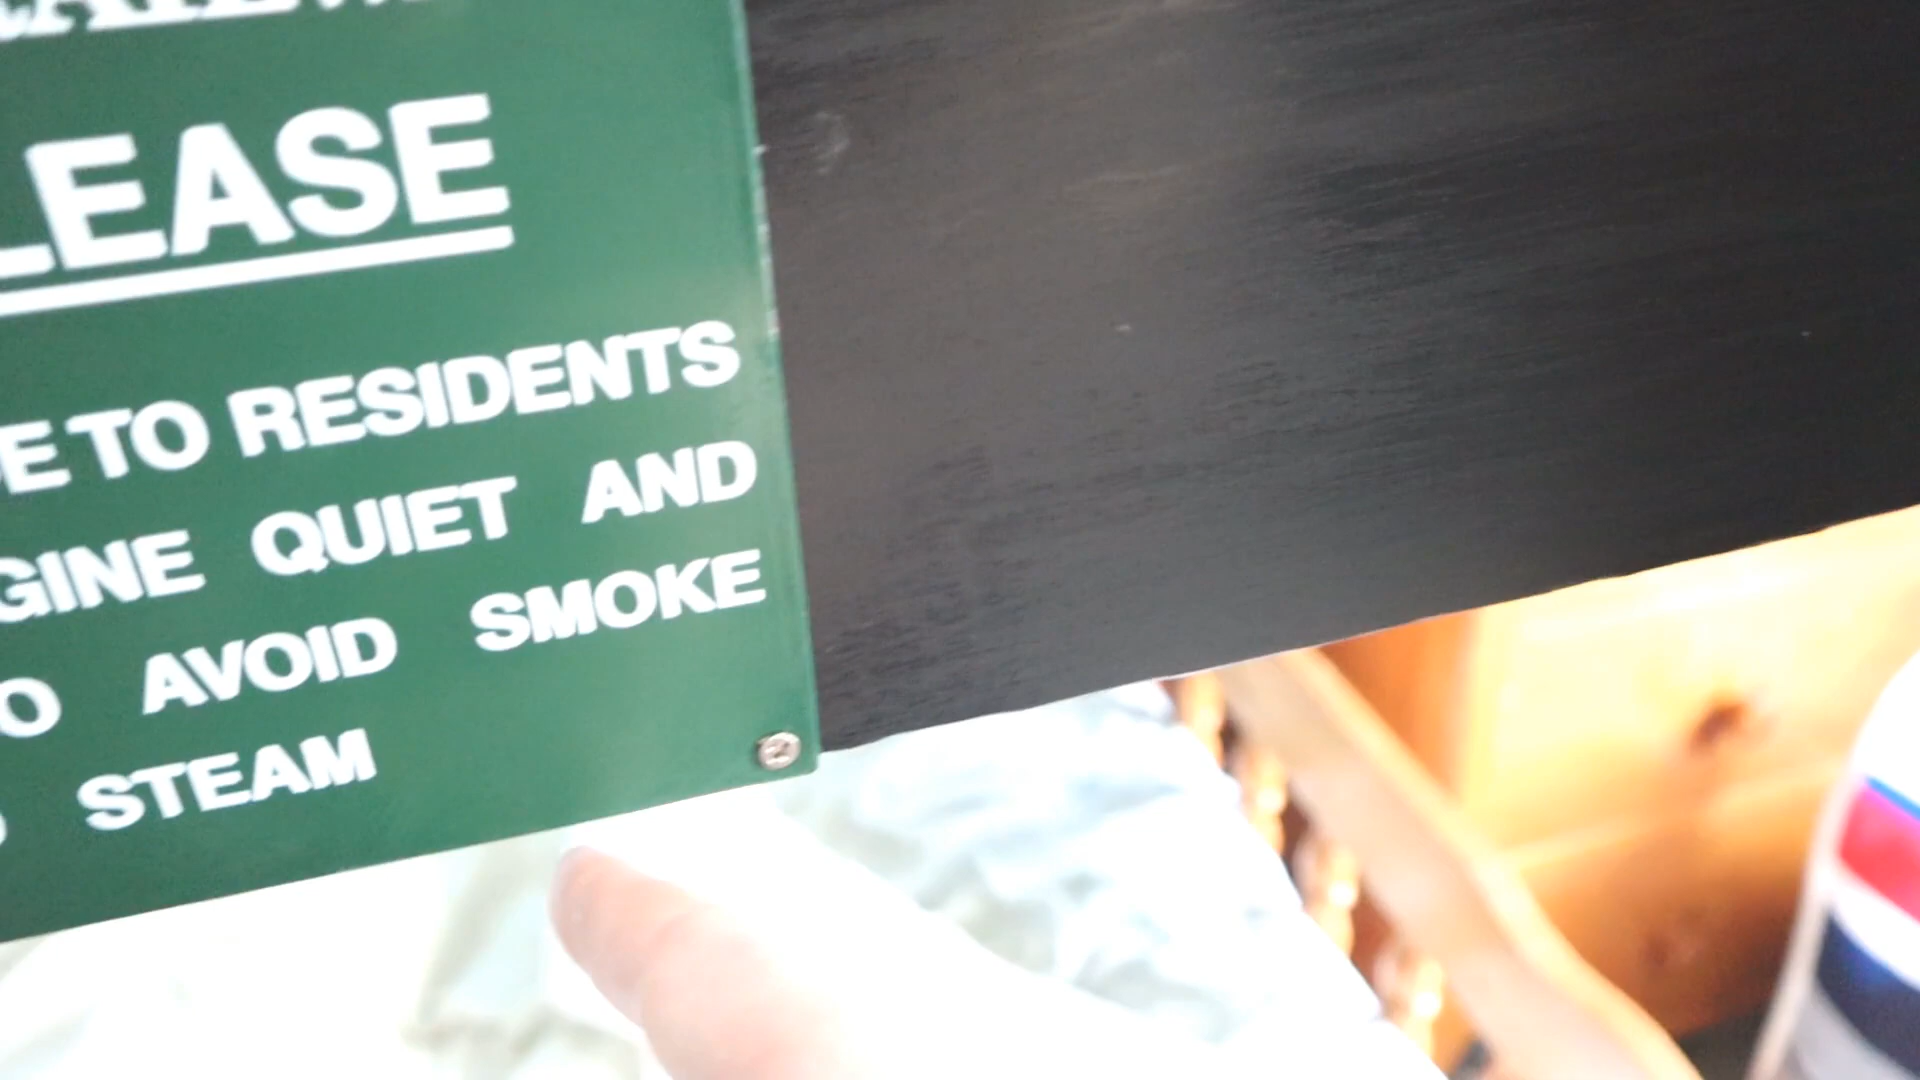 LEASE
E TO RESIDENTS
GINE QUIET AND
O AVOID SMOKE
STEAM